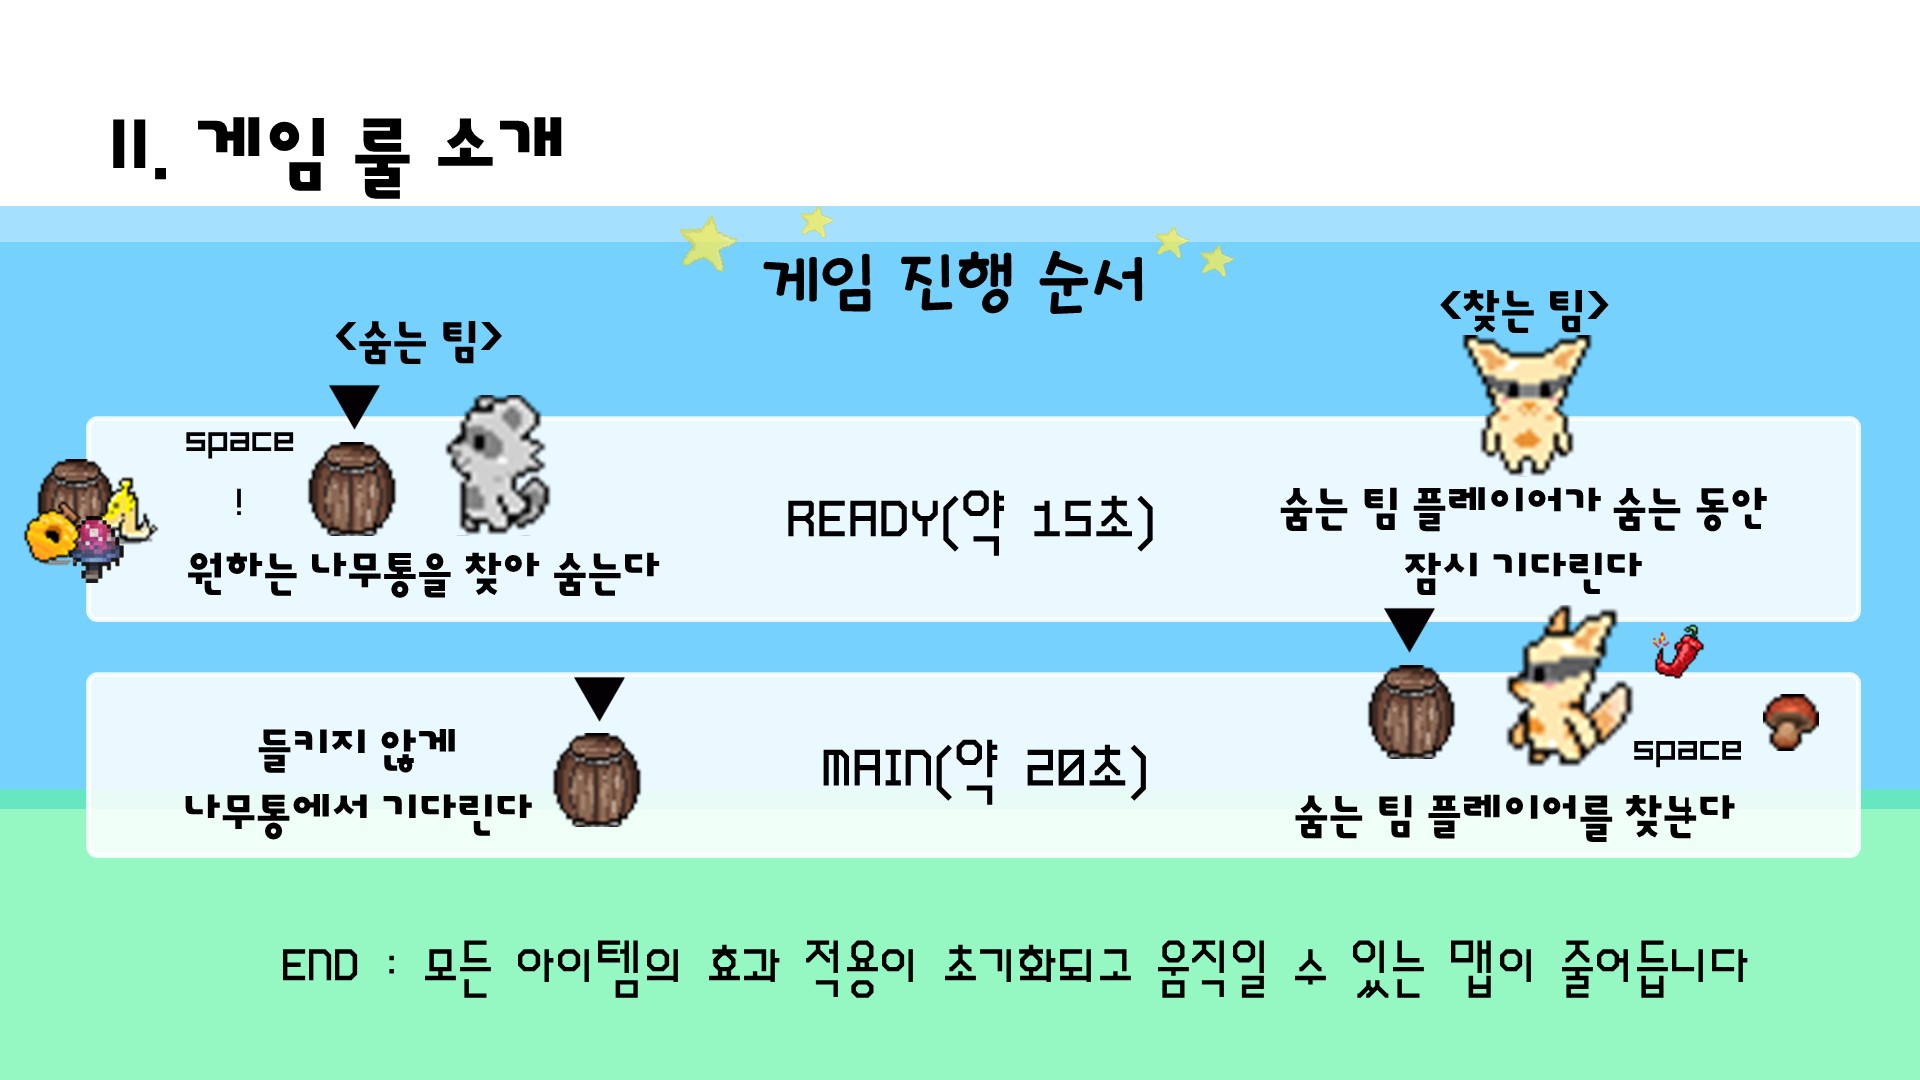 II. 게임 룰 소개
게임 진행 순서
<숨는 팀>
<찾는 팀>
space
!
원하는 나무통을 찾아 숨는다
READY(약 15초)
숨는 팀 플레이어가 숨는 동안
잠시 기다린다
들키지 않게
나무통에서 기다린다
MAIN(약 20초)
space
숨는 팀 플레이어를 찾는다
END : 모든 아이템의 효과 적용이 초기화되고 움직일 수 있는 맵이 줄어듭니다